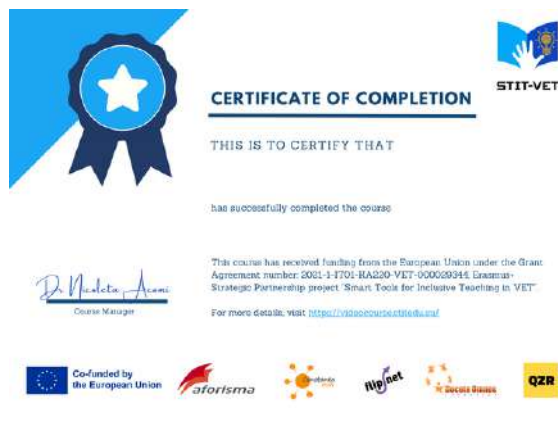 STIT-VET
CERTIFICATE OF COMPLETION
THIS IS TO CERTIFY THAT
has successfully completed the course
This course has received funding from the European Union under the Grant
Agreement number: 2021-1-IT01-KA220-VET-000029344, Erasmus+
Strategic Partnership project "Smart Tools for Inclusive Teaching in VET".
Dr Nicoleta Acomi
Course Manager
For more details, visit https://videocourse.stitedu.eu/
Co-funded by
the European Union
aforisma
flip net
QZR